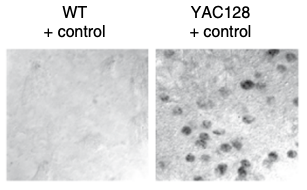 WT
+ control
YAC128
+ control